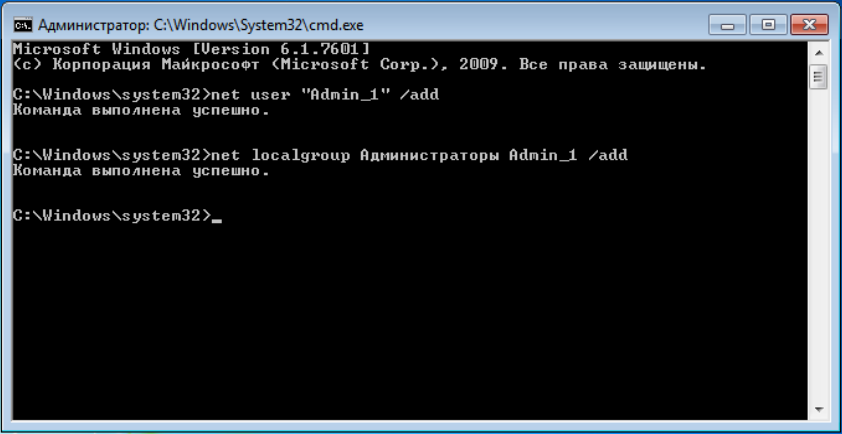 Администратор: C:\Windows\System32\cmd.exe
Microsoft Windows [Version 6.1.7601]
(c) Корпорация Майкрософт (Microsoft Corp.), 2009. Все права защищены.
C:\Windows\system32>net user "Admin_1" /add
Команда выполнена успешно.
C:\Windows\system32>net localgroup Администраторы Admin_1 /add
Команда выполнена успешно.
C:\Windows\system32>_